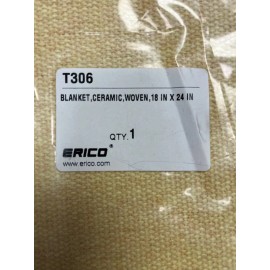 T306
BLANKET,CERAMIC,WOVEN,18 IN X 24 IN
QTY. 1
ERICO®
www.erico.com